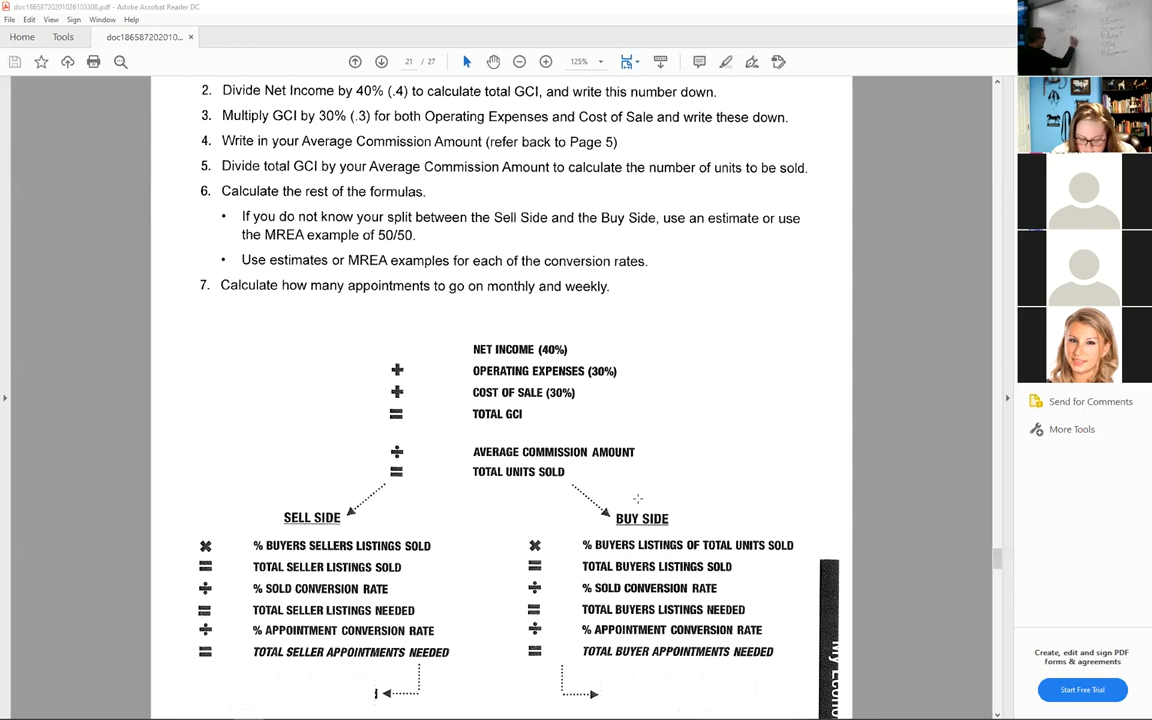 doc18658720201026103308.pdf - Adobe Acrobat Reader DC
File Edit View Sign Window Help
Home Tools doc186587202010... ×
21 / 27 125%
2. Divide Net Income by 40% (.4) to calculate total GCI, and write this number down.
3. Multiply GCI by 30% (.3) for both Operating Expenses and Cost of Sale and write these down.
4. Write in your Average Commission Amount (refer back to Page 5)
5. Divide total GCI by your Average Commission Amount to calculate the number of units to be sold.
6. Calculate the rest of the formulas.
• If you do not know your split between the Sell Side and the Buy Side, use an estimate or use
the MREA example of 50/50.
• Use estimates or MREA examples for each of the conversion rates.
7. Calculate how many appointments to go on monthly and weekly.
NET INCOME (40%)
+ OPERATING EXPENSES (30%)
+ COST OF SALE (30%)
= TOTAL GCI
÷ AVERAGE COMMISSION AMOUNT
= TOTAL UNITS SOLD
SELL SIDE
× % BUYERS SELLERS LISTINGS SOLD
= TOTAL SELLER LISTINGS SOLD
÷ % SOLD CONVERSION RATE
= TOTAL SELLER LISTINGS NEEDED
÷ % APPOINTMENT CONVERSION RATE
= TOTAL SELLER APPOINTMENTS NEEDED
BUY SIDE
× % BUYERS LISTINGS OF TOTAL UNITS SOLD
= TOTAL BUYERS LISTINGS SOLD
÷ % SOLD CONVERSION RATE
= TOTAL BUYERS LISTINGS NEEDED
÷ % APPOINTMENT CONVERSION RATE
= TOTAL BUYER APPOINTMENTS NEEDED
Send for Comments
More Tools
Create, edit and sign PDF
forms & agreements
Start Free Trial